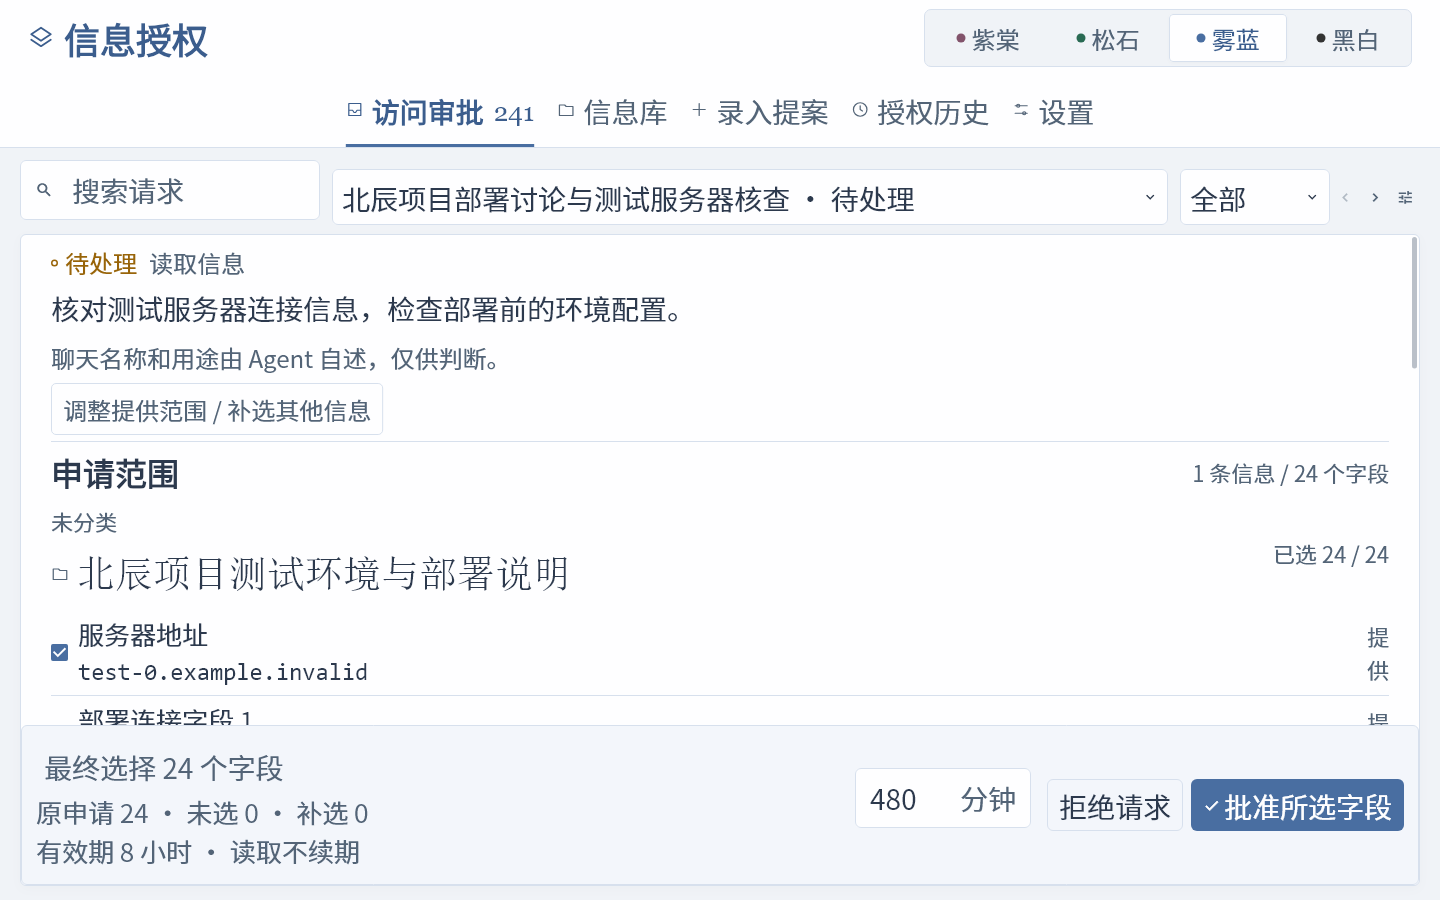 信息授权
紫棠
松石
雾蓝
黑白
访问审批 241
信息库
录入提案
授权历史
设置
搜索请求
北辰项目部署讨论与测试服务器核查 · 待处理
全部
待处理 读取信息
核对测试服务器连接信息，检查部署前的环境配置。
聊天名称和用途由 Agent 自述，仅供判断。
调整提供范围 / 补选其他信息
申请范围
1 条信息 / 24 个字段
未分类
北辰项目测试环境与部署说明
已选 24 / 24
服务器地址
test-0.example.invalid
提供
部署连接字段 1
提
最终选择 24 个字段
原申请 24 · 未选 0 · 补选 0
有效期 8 小时 · 读取不续期
480 分钟
拒绝请求
批准所选字段